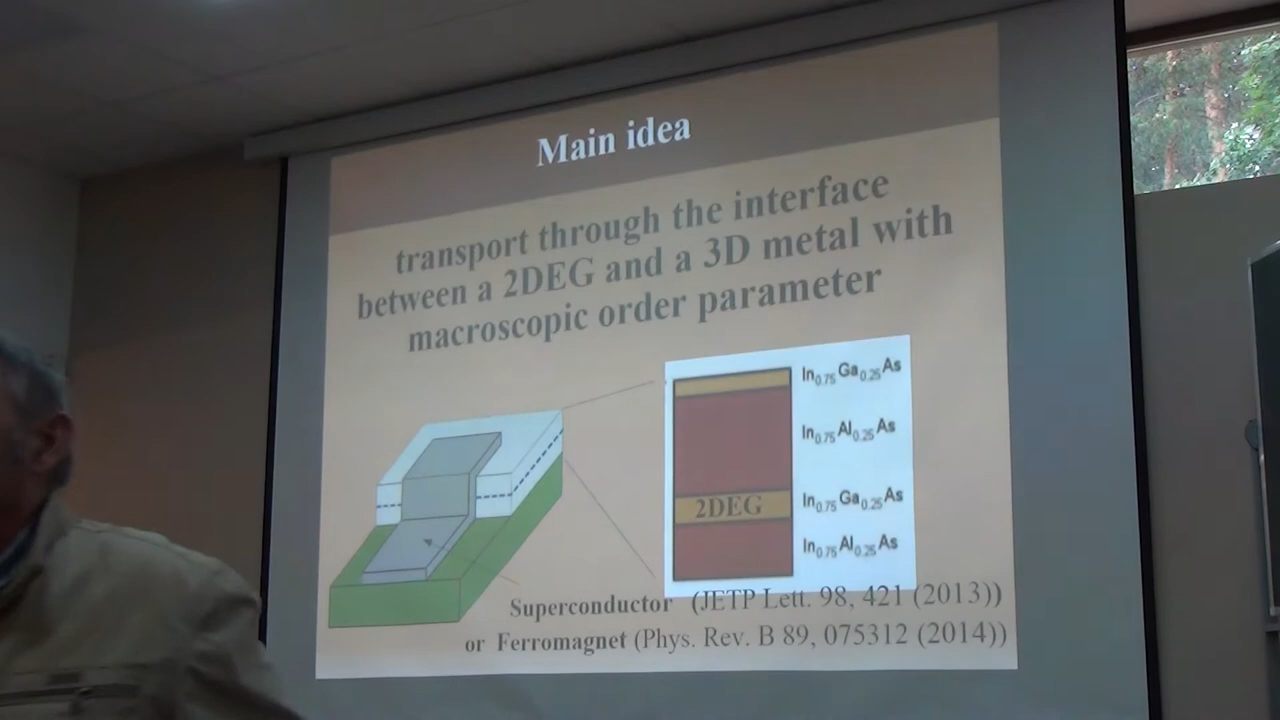 Main idea
transport through the interface
between a 2DEG and a 3D metal with
macroscopic order parameter
In0.75Ga0.25As
In0.75Al0.25As
2DEG
In0.75Ga0.25As
In0.75Al0.25As
Superconductor (JETP Lett. 98, 421 (2013))
or Ferromagnet (Phys. Rev. B 89, 075312 (2014))